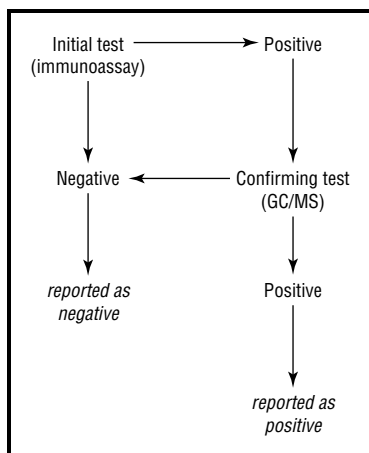 Initial test
(immunoassay)
Positive
Negative
Confirming test
(GC/MS)
reported as
negative
Positive
reported as
positive